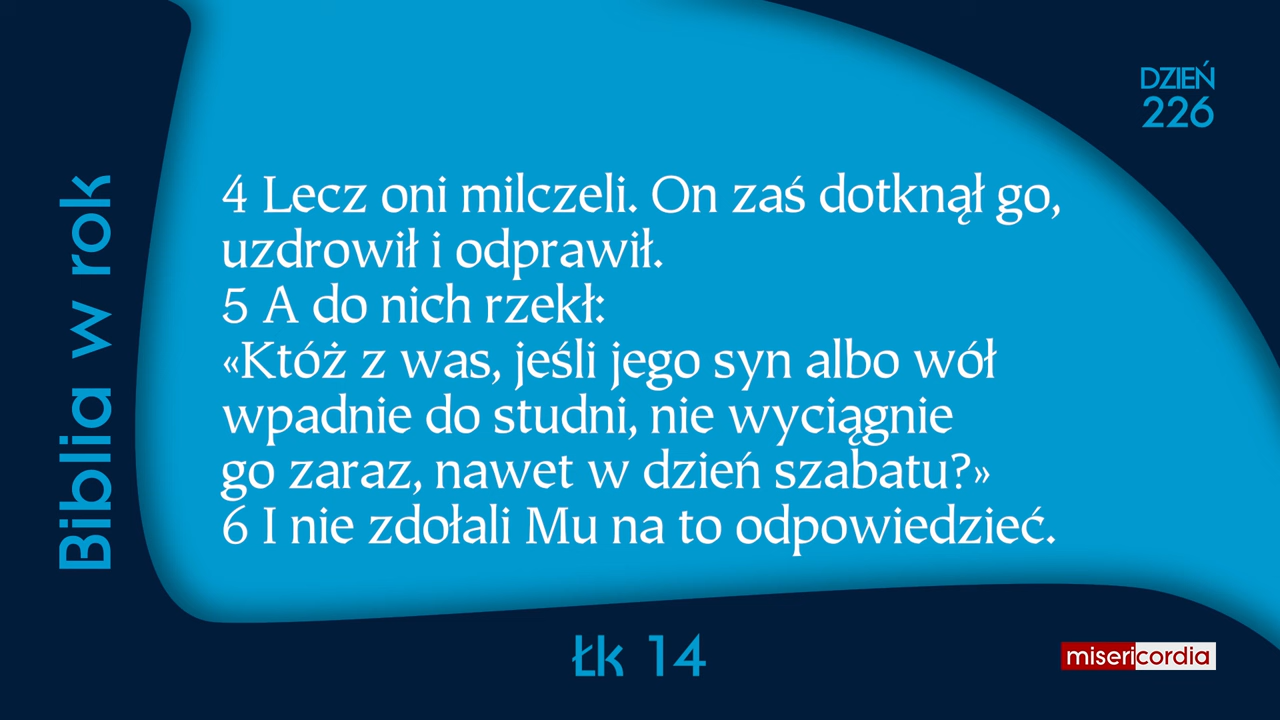 DZIEŃ
226
Biblia w rok
4 Lecz oni milczeli. On zaś dotknął go,
uzdrowił i odprawił.
5 A do nich rzekł:
«Któż z was, jeśli jego syn albo wół
wpadnie do studni, nie wyciągnie
go zaraz, nawet w dzień szabatu?»
6 I nie zdołali Mu na to odpowiedzieć.
Łk 14
misericordia